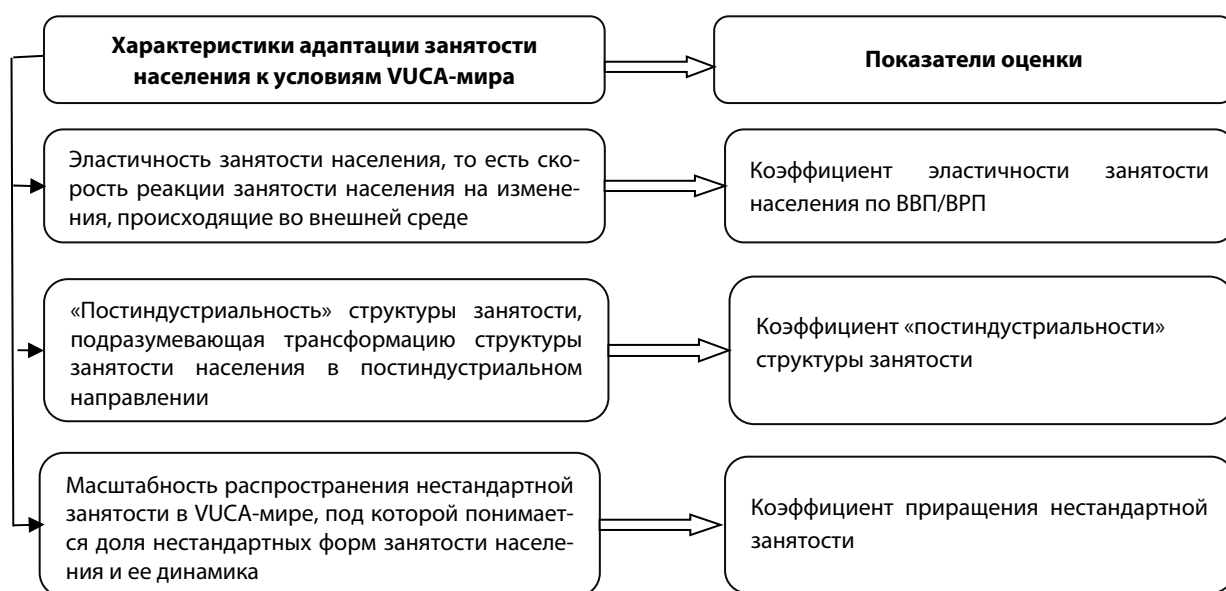 Характеристики адаптации занятости
населения к условиям VUCA-мира
Показатели оценки
Эластичность занятости населения, то есть ско-
рость реакции занятости населения на измене-
ния, происходящие во внешней среде
Коэффициент эластичности занятости
населения по ВВП/ВРП
«Постиндустриальность» структуры занятости,
подразумевающая трансформацию структуры
занятости населения в постиндустриальном
направлении
Коэффициент «постиндустриальности»
структуры занятости
Масштабность распространения нестандартной
занятости в VUCA-мире, под которой понимает-
ся доля нестандартных форм занятости населе-
ния и ее динамика
Коэффициент приращения нестандартной
занятости